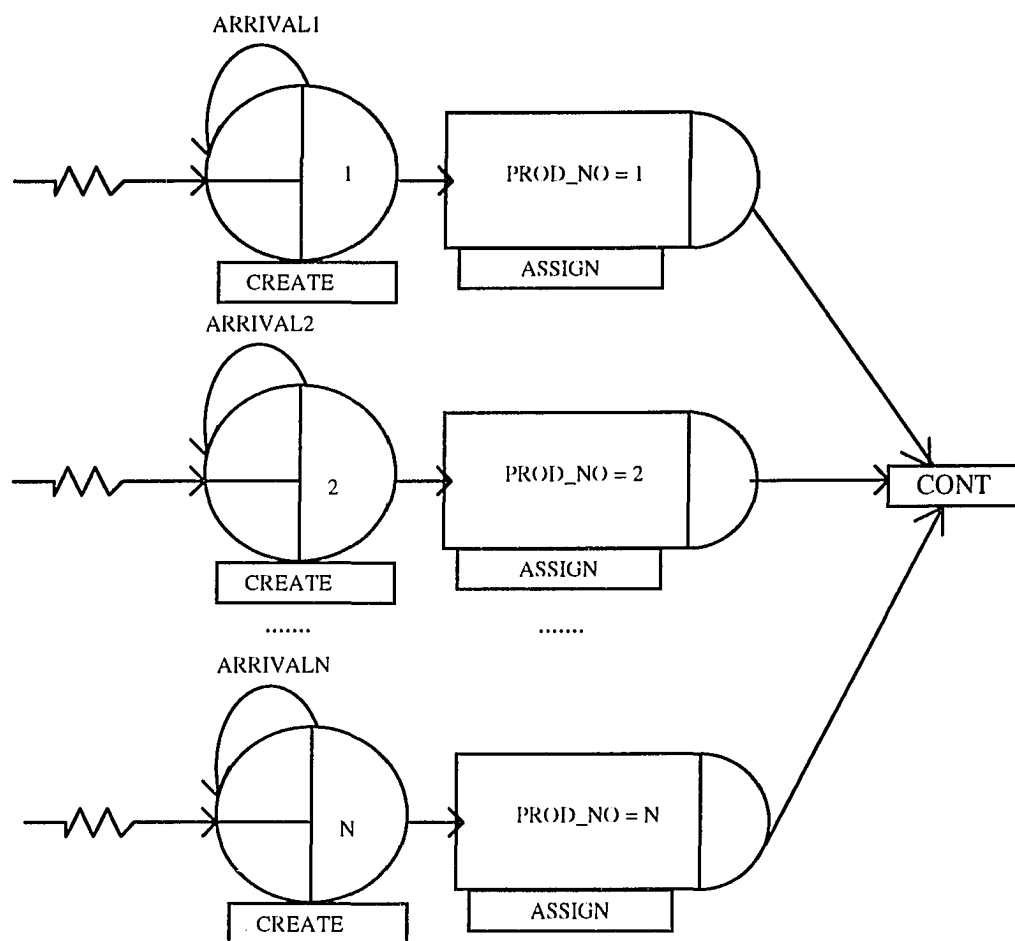 ARRIVAL1
1
PROD_NO = 1
CREATE
ASSIGN
ARRIVAL2
2
PROD_NO = 2
CONT
CREATE
ASSIGN
....... .......
ARRIVALN
N
PROD_NO = N
CREATE
ASSIGN